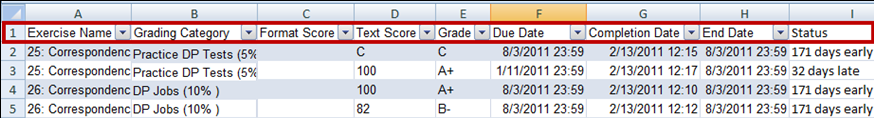 A B C D E F G H I
1 Exercise Name Grading Category Format Score Text Score Grade Due Date Completion Date End Date Status
2 25: Correspondenc Practice DP Tests (5% C C 8/3/2011 23:59 2/13/2011 12:15 8/3/2011 23:59 171 days early
3 25: Correspondenc Practice DP Tests (5% 100 A+ 1/11/2011 23:59 2/13/2011 12:17 8/3/2011 23:59 32 days late
4 26: Correspondenc DP Jobs (10% ) 100 A+ 8/3/2011 23:59 2/13/2011 12:10 8/3/2011 23:59 171 days early
5 26: Correspondenc DP Jobs (10% ) 82 B- 8/3/2011 23:59 2/13/2011 12:12 8/3/2011 23:59 171 days early